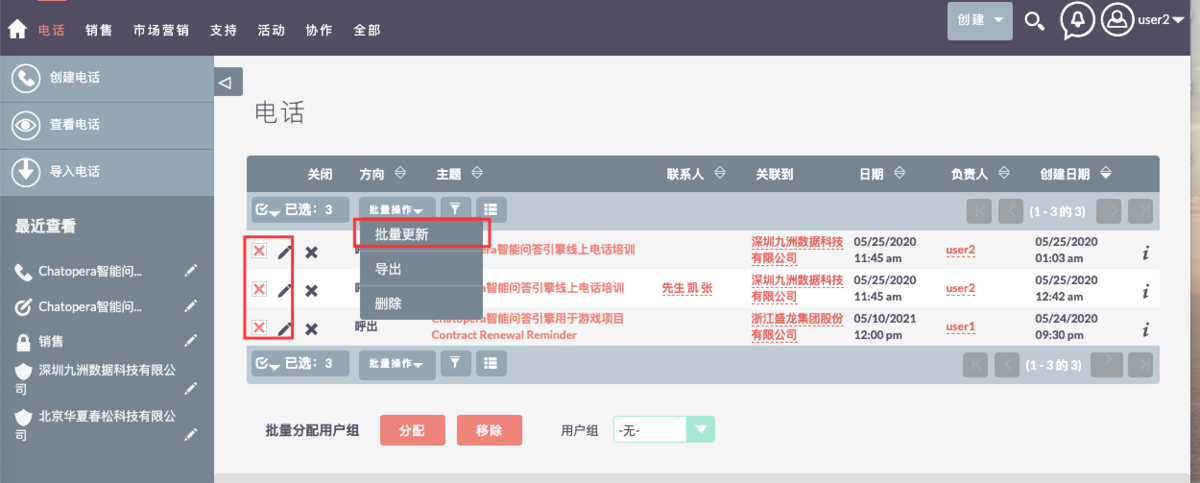 电话 销售 市场营销 支持 活动 协作 全部 创建 user2
创建电话
查看电话
导入电话
最近查看
Chatopera智能问...
Chatopera智能问...
销售
深圳九洲数据科技有限公
司
北京华夏春松科技有限公
司
电话
关闭 方向 主题 联系人 关联到 日期 负责人 创建日期
已选: 3 批量操作 (1 - 3 的 3)
批量更新
导出
删除
智能问答引擎线上电话培训 深圳九洲数据科技
有限公司 05/25/2020
11:45 am user2 05/25/2020
01:03 am
智能问答引擎线上电话培训 先生 凯 张 深圳九洲数据科技
有限公司 05/25/2020
11:45 am user2 05/25/2020
12:42 am
呼出 Chatopera智能问答引擎用于游戏项目
Contract Renewal Reminder 浙江盛龙集团股份
有限公司 05/10/2021
12:00 pm user1 05/24/2020
09:30 pm
已选: 3 批量操作 (1 - 3 的 3)
批量分配用户组 分配 移除 用户组 -无-